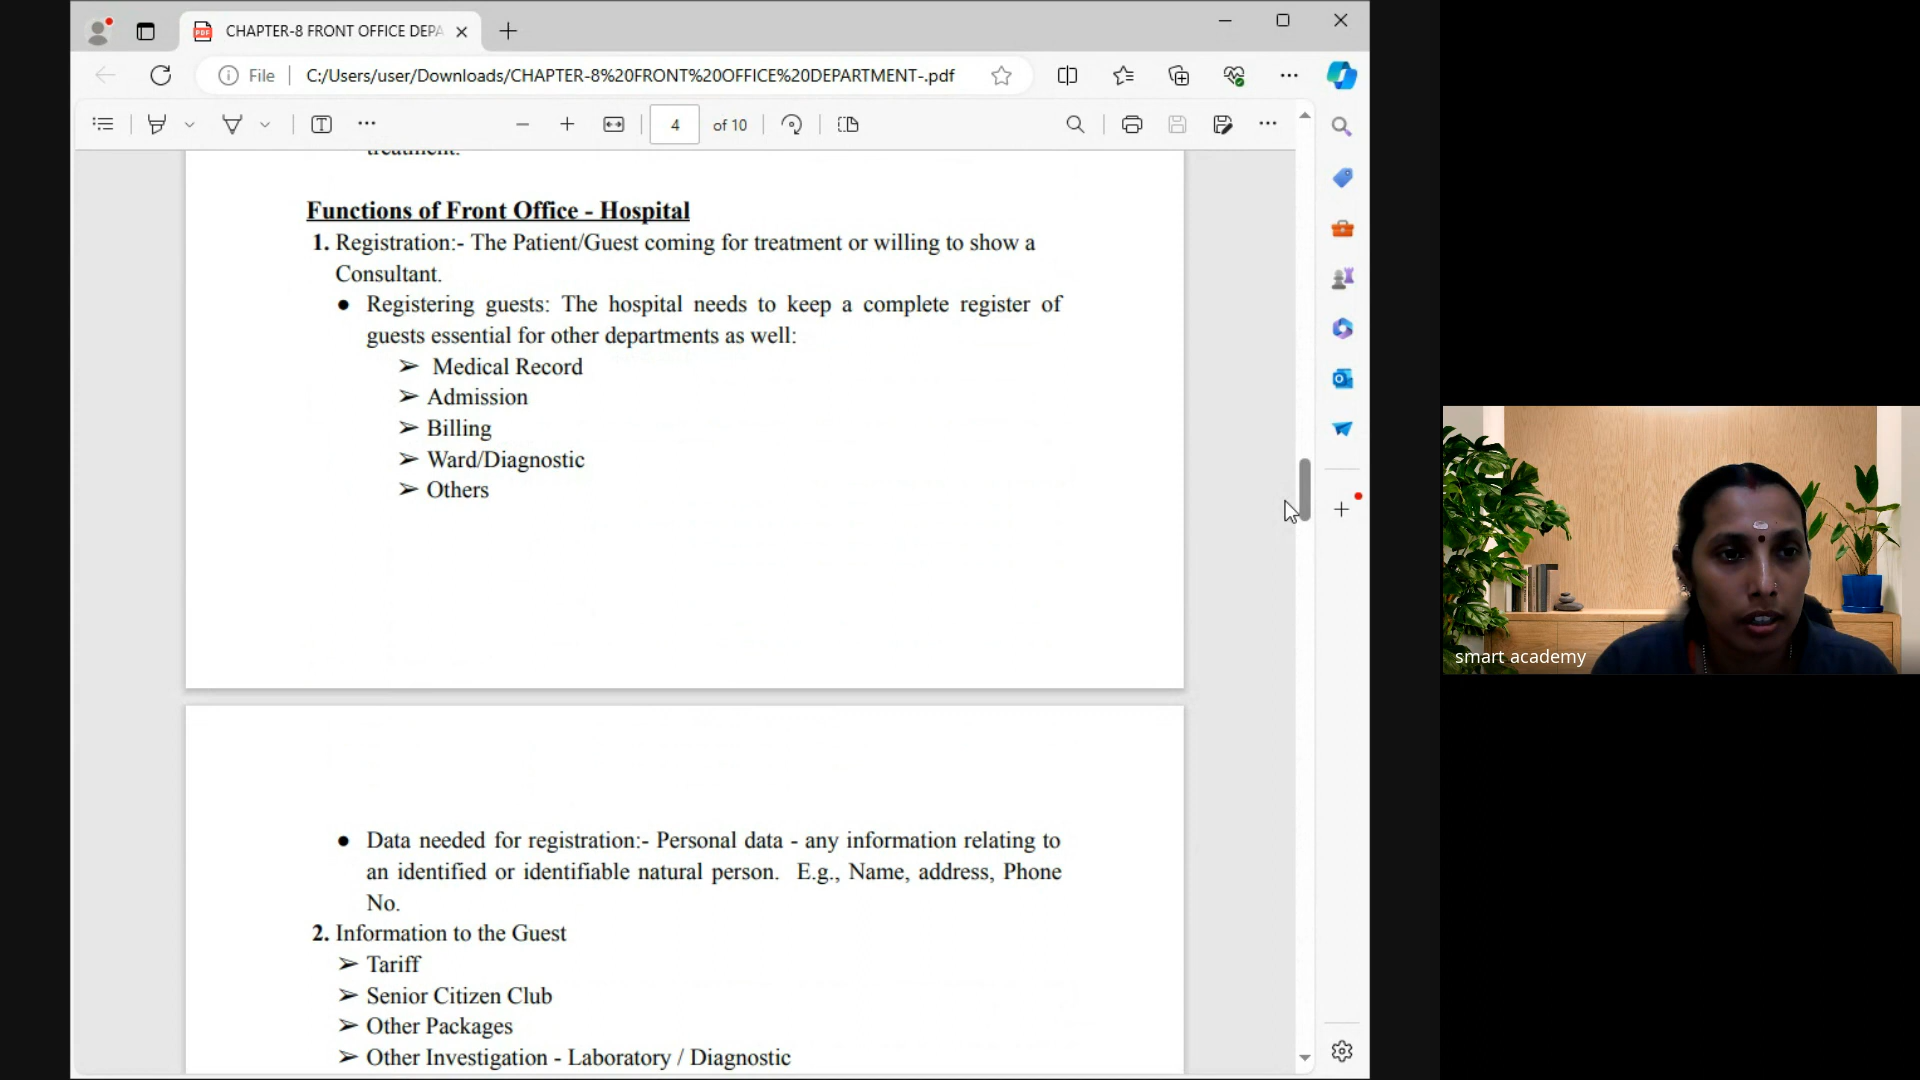 CHAPTER-8 FRONT OFFICE DEPA
File
C:/Users/user/Downloads/CHAPTER-8%20FRONT%20OFFICE%20DEPARTMENT-.pdf
4 of 10
treatment.
Functions of Front Office - Hospital
1. Registration:- The Patient/Guest coming for treatment or willing to show a
Consultant.
● Registering guests: The hospital needs to keep a complete register of
guests essential for other departments as well:
➢ Medical Record
➢ Admission
➢ Billing
➢ Ward/Diagnostic
➢ Others
● Data needed for registration:- Personal data - any information relating to
an identified or identifiable natural person. E.g., Name, address, Phone
No.
2. Information to the Guest
➢ Tariff
➢ Senior Citizen Club
➢ Other Packages
➢ Other Investigation - Laboratory / Diagnostic
smart academy